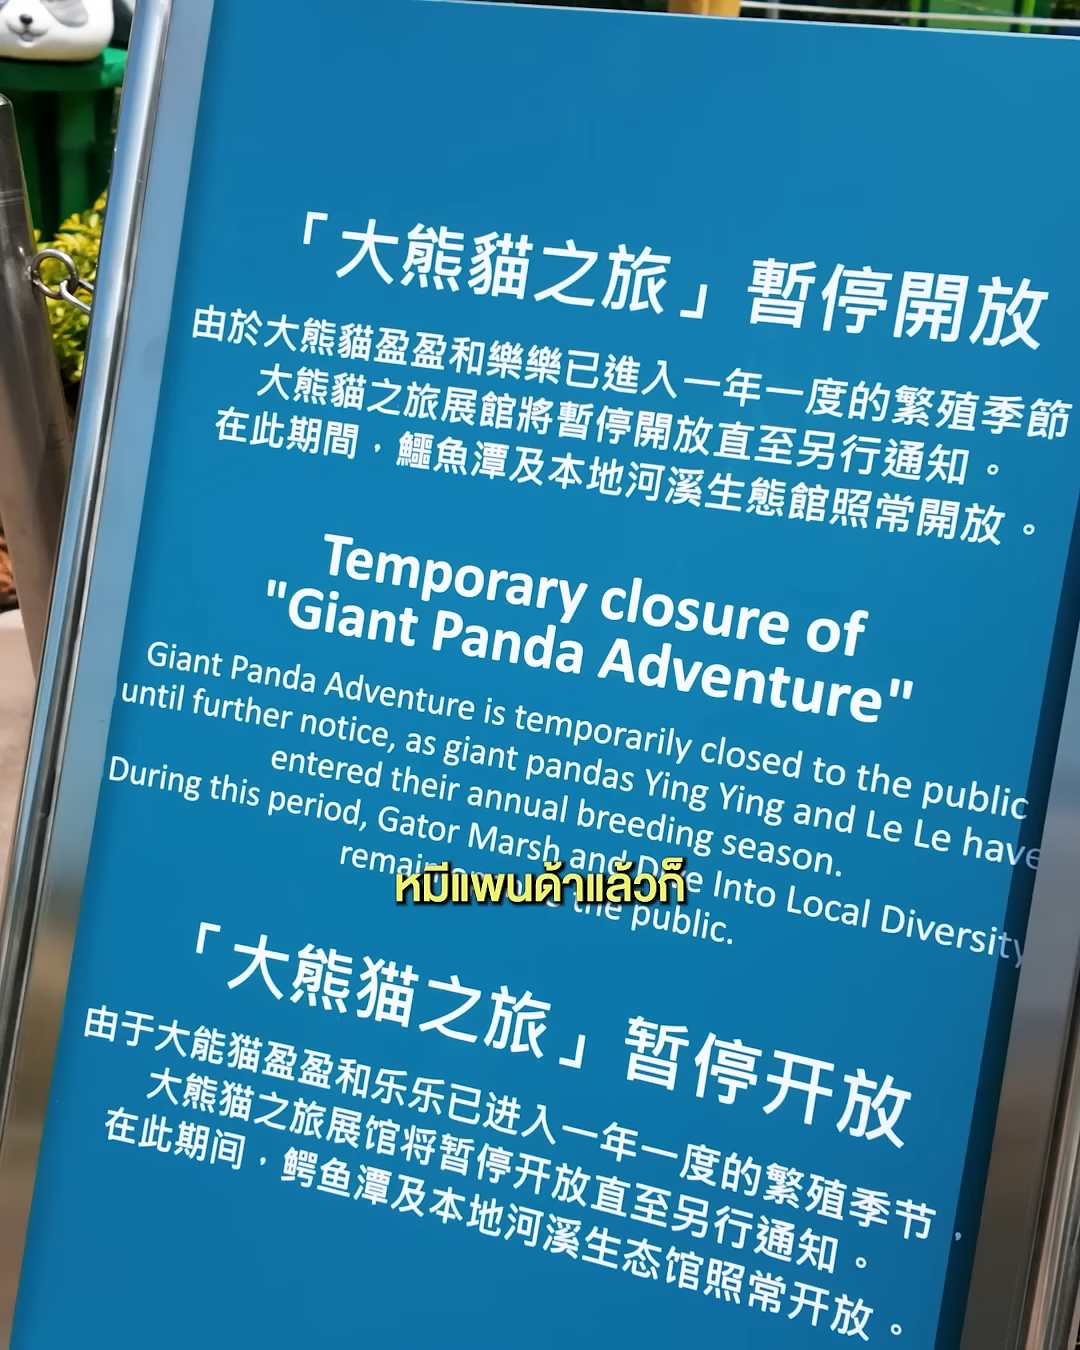 「大熊貓之旅」暫停開放
由於大熊貓盈盈和樂樂已進入一年一度的繁殖季節
大熊貓之旅展館將暫停開放直至另行通知。
在此期間，鱷魚潭及本地河溪生態館照常開放。
Temporary closure of
"Giant Panda Adventure"
Giant Panda Adventure is temporarily closed to the public
until further notice, as giant pandas Ying Ying and Le Le have
entered their annual breeding season.
During this period, Gator Marsh and Dive Into Local Diversity
remain open to the public.
หมีแพนด้าแล้วก็
「大熊猫之旅」暂停开放
由于大熊猫盈盈和乐乐已进入一年一度的繁殖季节，
大熊猫之旅展馆将暂停开放直至另行通知。
在此期间，鳄鱼潭及本地河溪生态馆照常开放。